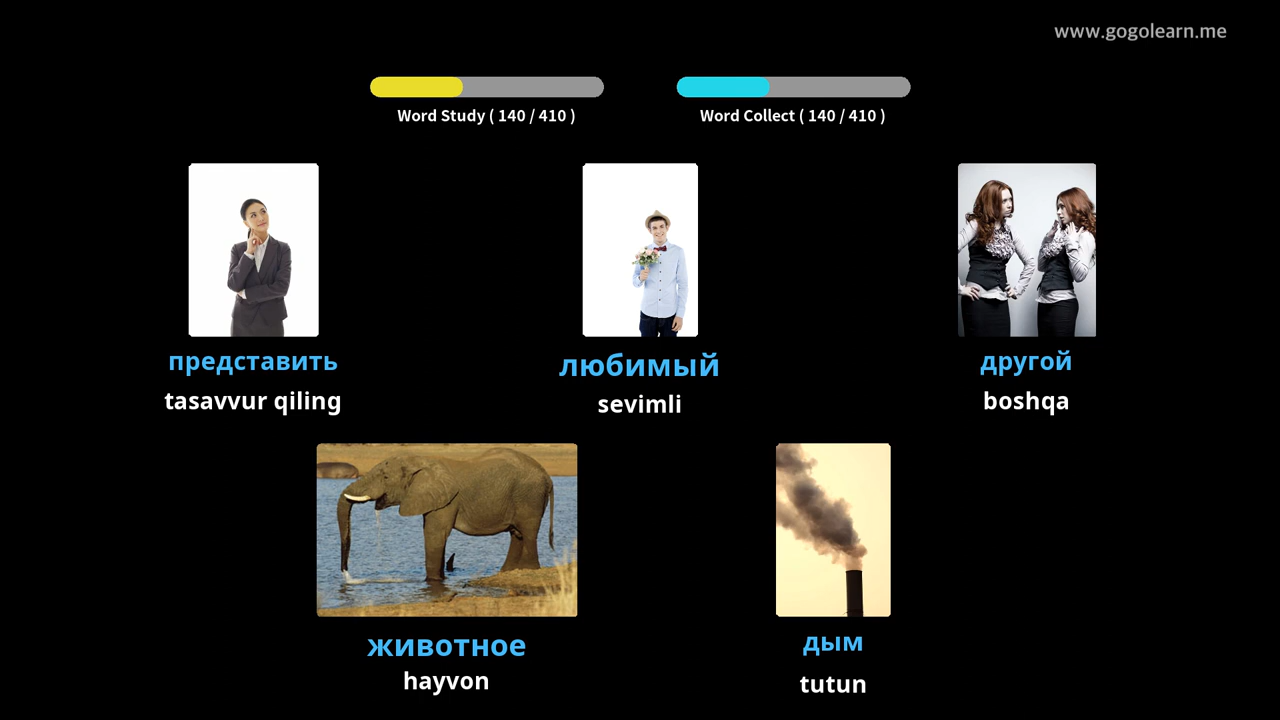 www.gogolearn.me
Word Study ( 140 / 410 )
Word Collect ( 140 / 410 )
представить
tasavvur qiling
любимый
sevimli
другой
boshqa
животное
hayvon
дым
tutun